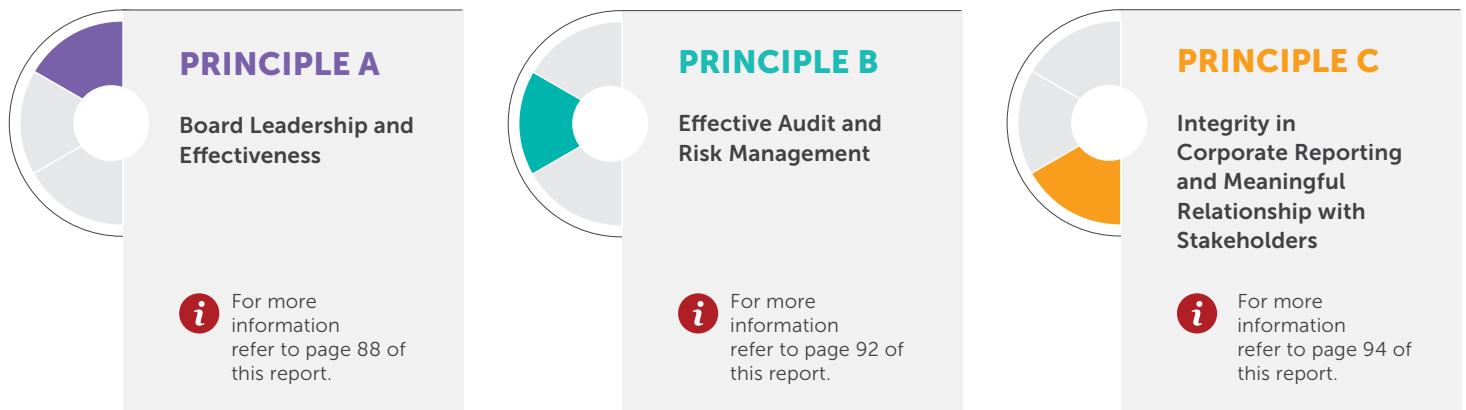 PRINCIPLE A
Board Leadership and
Effectiveness
i
For more
information
refer to page 88 of
this report.
PRINCIPLE B
Effective Audit and
Risk Management
i
For more
information
refer to page 92 of
this report.
PRINCIPLE C
Integrity in
Corporate Reporting
and Meaningful
Relationship with
Stakeholders
i
For more
information
refer to page 94 of
this report.